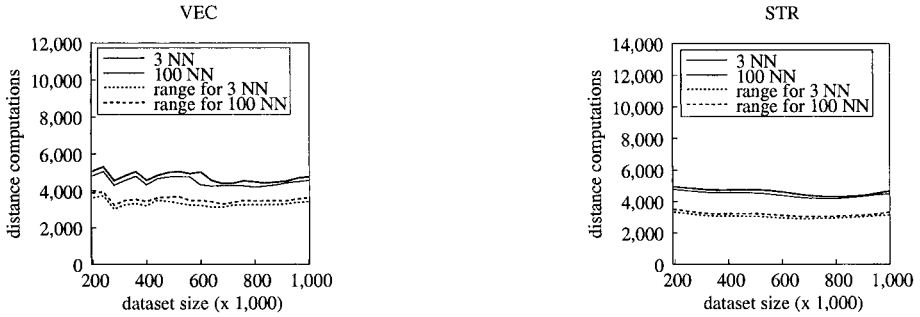 VEC
12,000
10,000
8,000
6,000
4,000
2,000
0
distance computations
3 NN
100 NN
range for 3 NN
range for 100 NN
200 400 600 800 1,000
dataset size (x 1,000)
STR
14,000
12,000
10,000
8,000
6,000
4,000
2,000
0
distance computations
3 NN
100 NN
range for 3 NN
range for 100 NN
200 400 600 800 1,000
dataset size (x 1,000)